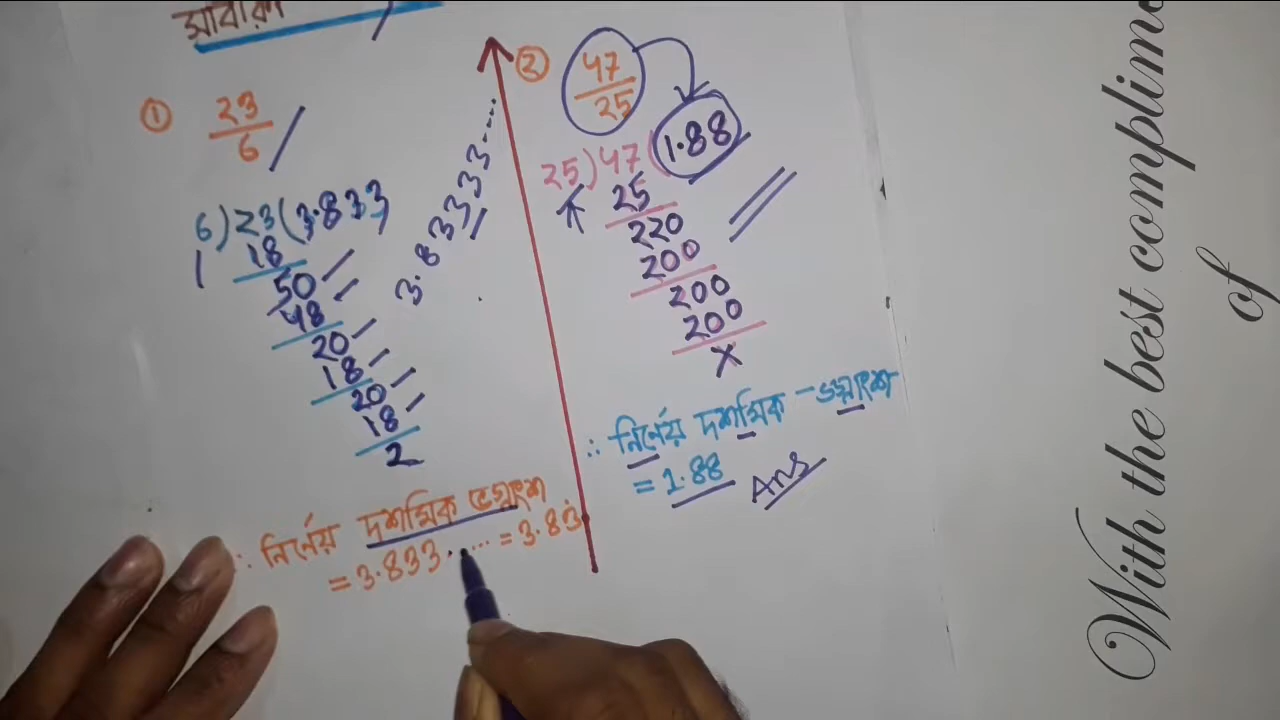 ①
23
6
6) 23 (3.833
1
18
50
48
20
18
20
18
2
3.83333.....
∴ নির্ণেয় দশমিক ভগ্নাংশ
= 3.833..... = 3.83̇
②
47
25
25) 47 (1.88
25
220
200
200
200
×
∴ নির্ণেয় দশমিক - ভগ্নাংশ
= 1.88 Ans
With the best complime
of